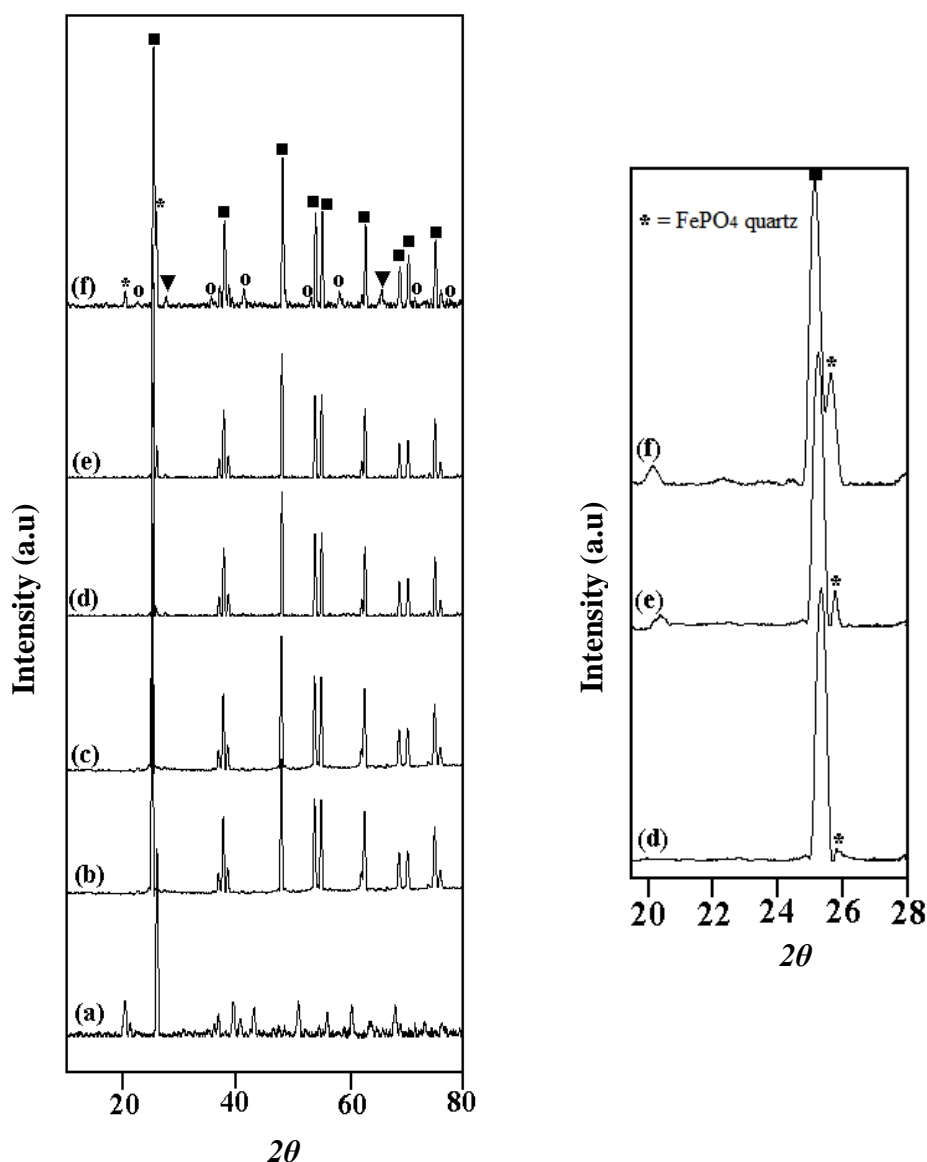 Intensity (a.u)
(f)
(e)
(d)
(c)
(b)
(a)
20 40 60 80
2θ
Intensity (a.u)
* = FePO4 quartz
(f)
(e)
(d)
20 22 24 26 28
2θ